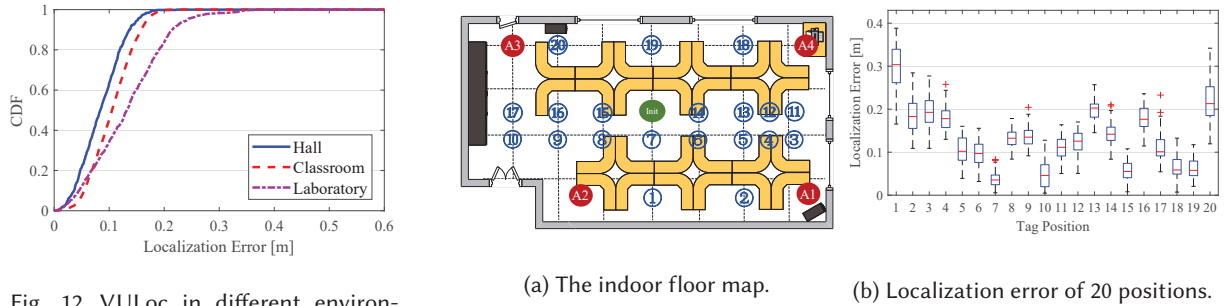 1
0.8
0.6
0.4
0.2
0
CDF
Hall
Classroom
Laboratory
0 0.1 0.2 0.3 0.4 0.5 0.6
Localization Error [m]
Fig. 12. VULoc in different environ-
A3 20 19 18 A4
17 16 15 Init 14 13 12 11
10 9 8 7 6 5 4 3
A2 1 2 A1
(a) The indoor floor map.
Localization Error [m]
0.4
0.3
0.2
0.1
0
1 2 3 4 5 6 7 8 9 10 11 12 13 14 15 16 17 18 19 20
Tag Position
(b) Localization error of 20 positions.